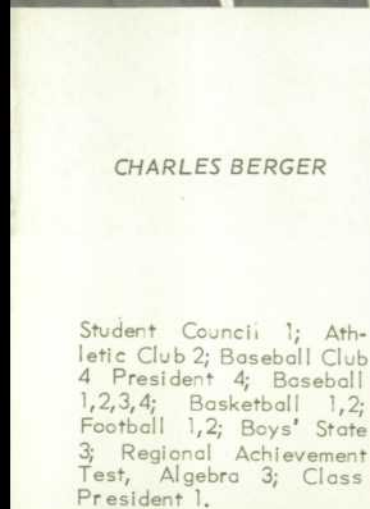 CHARLES BERGER
Student Council 1; Ath-
letic Club 2; Baseball Club
4 President 4; Baseball
1,2,3,4; Basketball 1,2;
Football 1,2; Boys' State
3; Regional Achievement
Test, Algebra 3; Class
President 1.